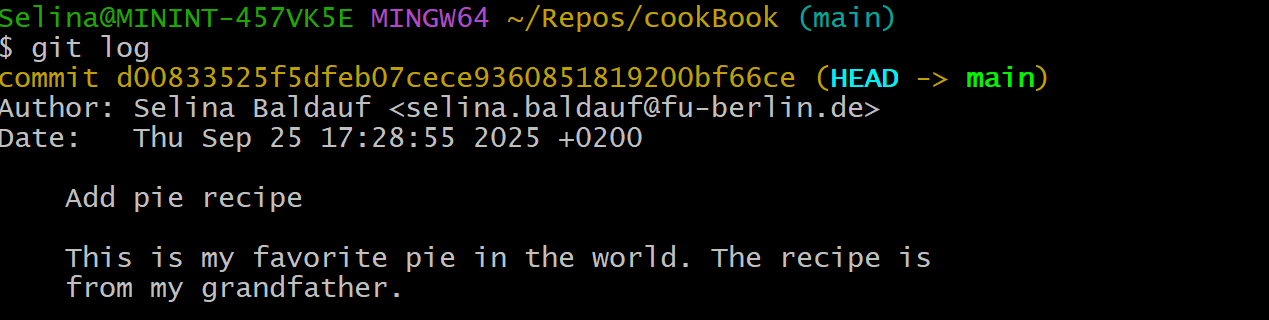 Selina@MININT-457VK5E MINGW64 ~/Repos/cookBook (main)
$ git log
commit d00833525f5dfeb07cece9360851819200bf66ce (HEAD -> main)
Author: Selina Baldauf <selina.baldauf@fu-berlin.de>
Date:   Thu Sep 25 17:28:55 2025 +0200
Add pie recipe
This is my favorite pie in the world. The recipe is
from my grandfather.